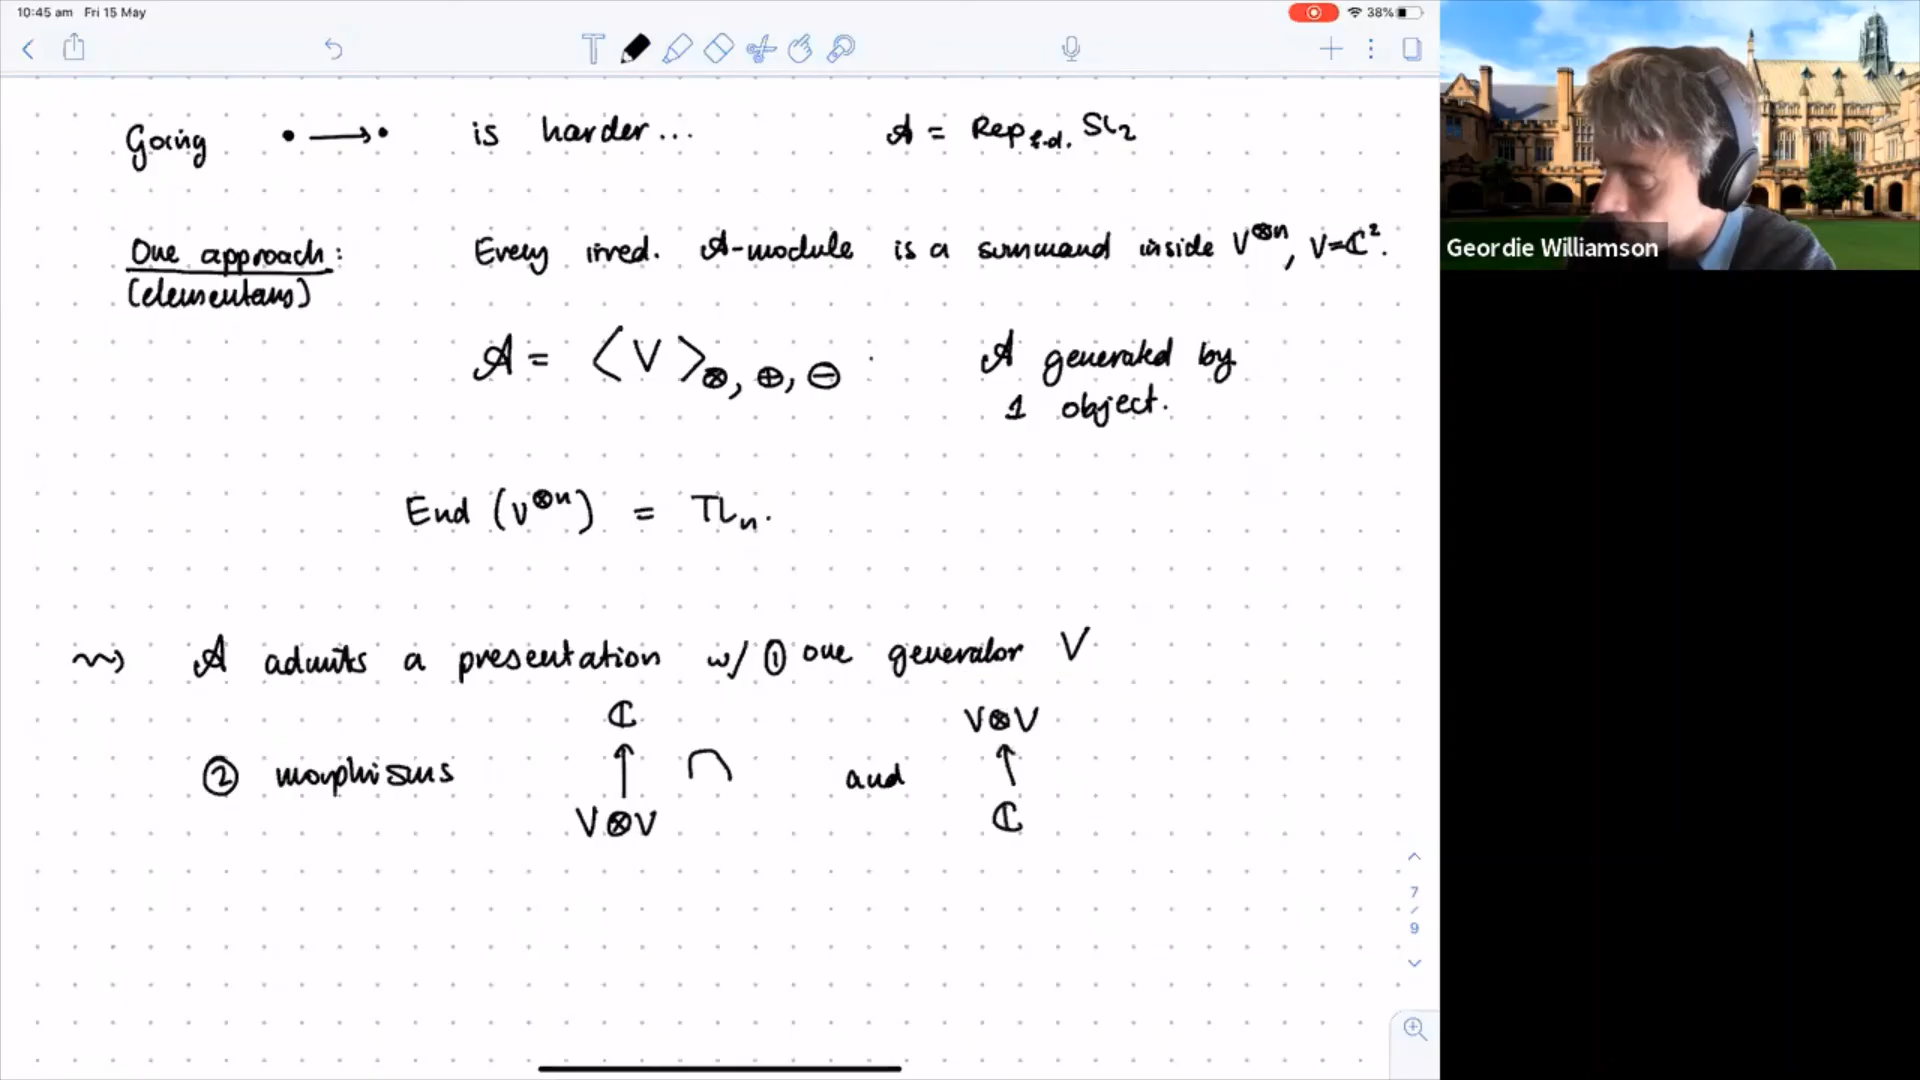 10:45 am Fri 15 May
38%
Going • ⟶ • is harder... 𝒜 = Rep_{f.d.} SL₂
One approach: Every irred. 𝒜-module is a summand inside V^{⊗n}, V=ℂ².
(elementary)
𝒜 = ⟨V⟩_{⊗, ⊕, ⊖} . 𝒜 generated by
1 object.
End (V^{⊗n}) = TL_n.
⇝ 𝒜 admits a presentation w/ ① one generator V
ℂ V⊗V
② morphisms ↑ ∩ and ↑
V⊗V ℂ
7
/
9
Geordie Williamson